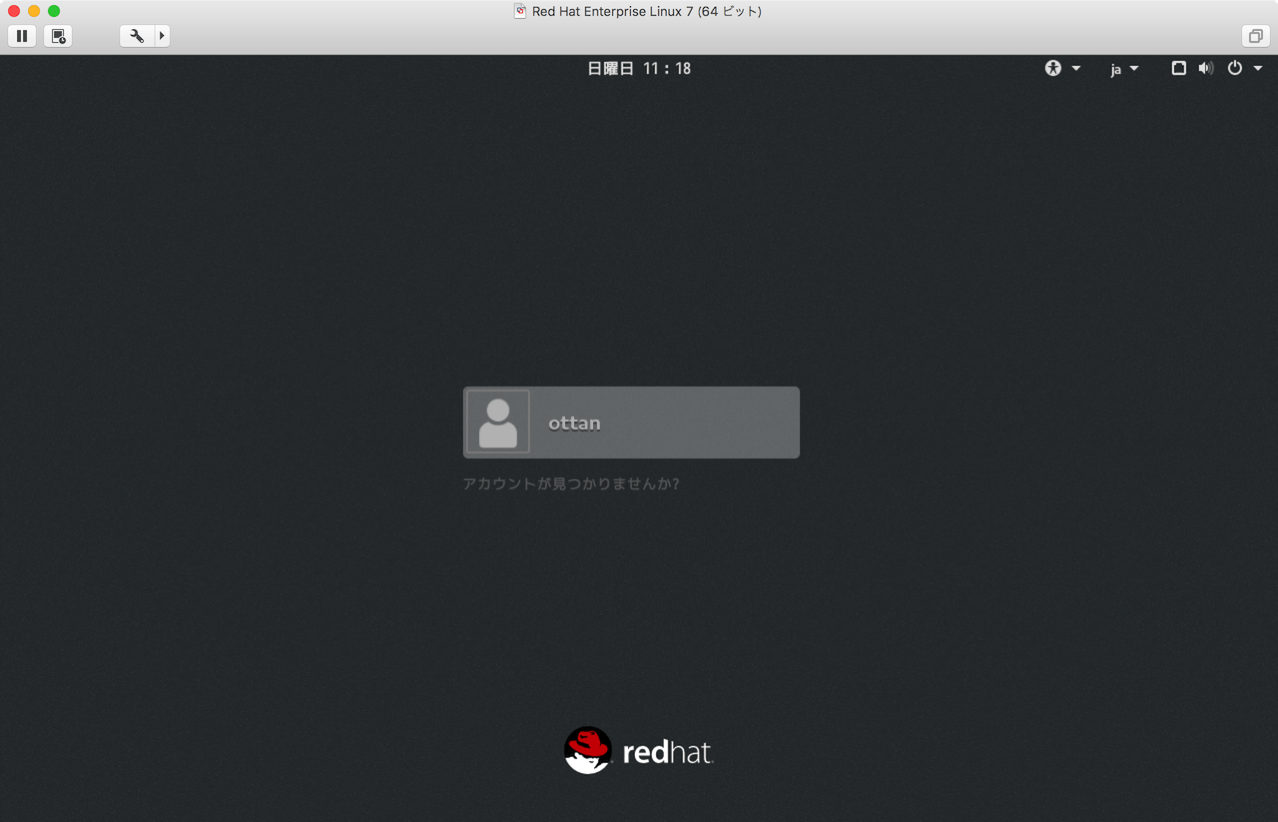 Red Hat Enterprise Linux 7 (64 ビット)
日曜日 11：18
ja
ottan
アカウントが見つかりませんか?
redhat.